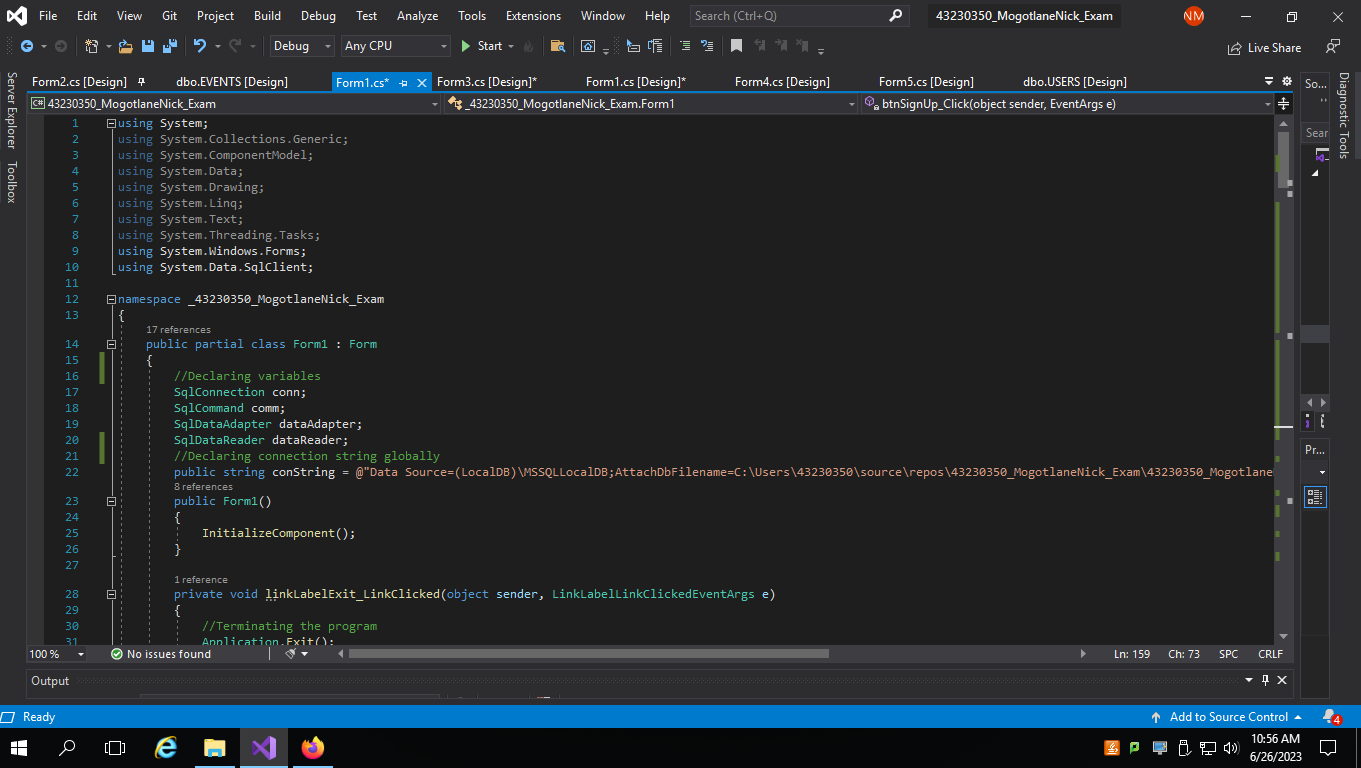 File Edit View Git Project Build Debug Test Analyze Tools Extensions Window Help Search (Ctrl+Q) 43230350_MogotlaneNick_Exam NM
Debug Any CPU Start Live Share
Server Explorer
Toolbox
Form2.cs [Design] dbo.EVENTS [Design] Form1.cs* Form3.cs [Design]* Form1.cs [Design]* Form4.cs [Design] Form5.cs [Design] dbo.USERS [Design]
C# 43230350_MogotlaneNick_Exam _43230350_MogotlaneNick_Exam.Form1 btnSignUp_Click(object sender, EventArgs e)
1 using System;
2 using System.Collections.Generic;
3 using System.ComponentModel;
4 using System.Data;
5 using System.Drawing;
6 using System.Linq;
7 using System.Text;
8 using System.Threading.Tasks;
9 using System.Windows.Forms;
10 using System.Data.SqlClient;
11
12 namespace _43230350_MogotlaneNick_Exam
13 {
17 references
14 public partial class Form1 : Form
15 {
16 //Declaring variables
17 SqlConnection conn;
18 SqlCommand comm;
19 SqlDataAdapter dataAdapter;
20 SqlDataReader dataReader;
21 //Declaring connection string globally
22 public string conString = @"Data Source=(LocalDB)\MSSQLLocalDB;AttachDbFilename=C:\Users\43230350\source\repos\43230350_MogotlaneNick_Exam\43230350_Mogotlane
8 references
23 public Form1()
24 {
25 InitializeComponent();
26 }
27
1 reference
28 private void linkLabelExit_LinkClicked(object sender, LinkLabelLinkClickedEventArgs e)
29 {
30 //Terminating the program
31 Application.Exit();
So...
Sear
Pr...
Diagnostic Tools
100 % No issues found Ln: 159 Ch: 73 SPC CRLF
Output
Ready Add to Source Control 4
10:56 AM
6/26/2023